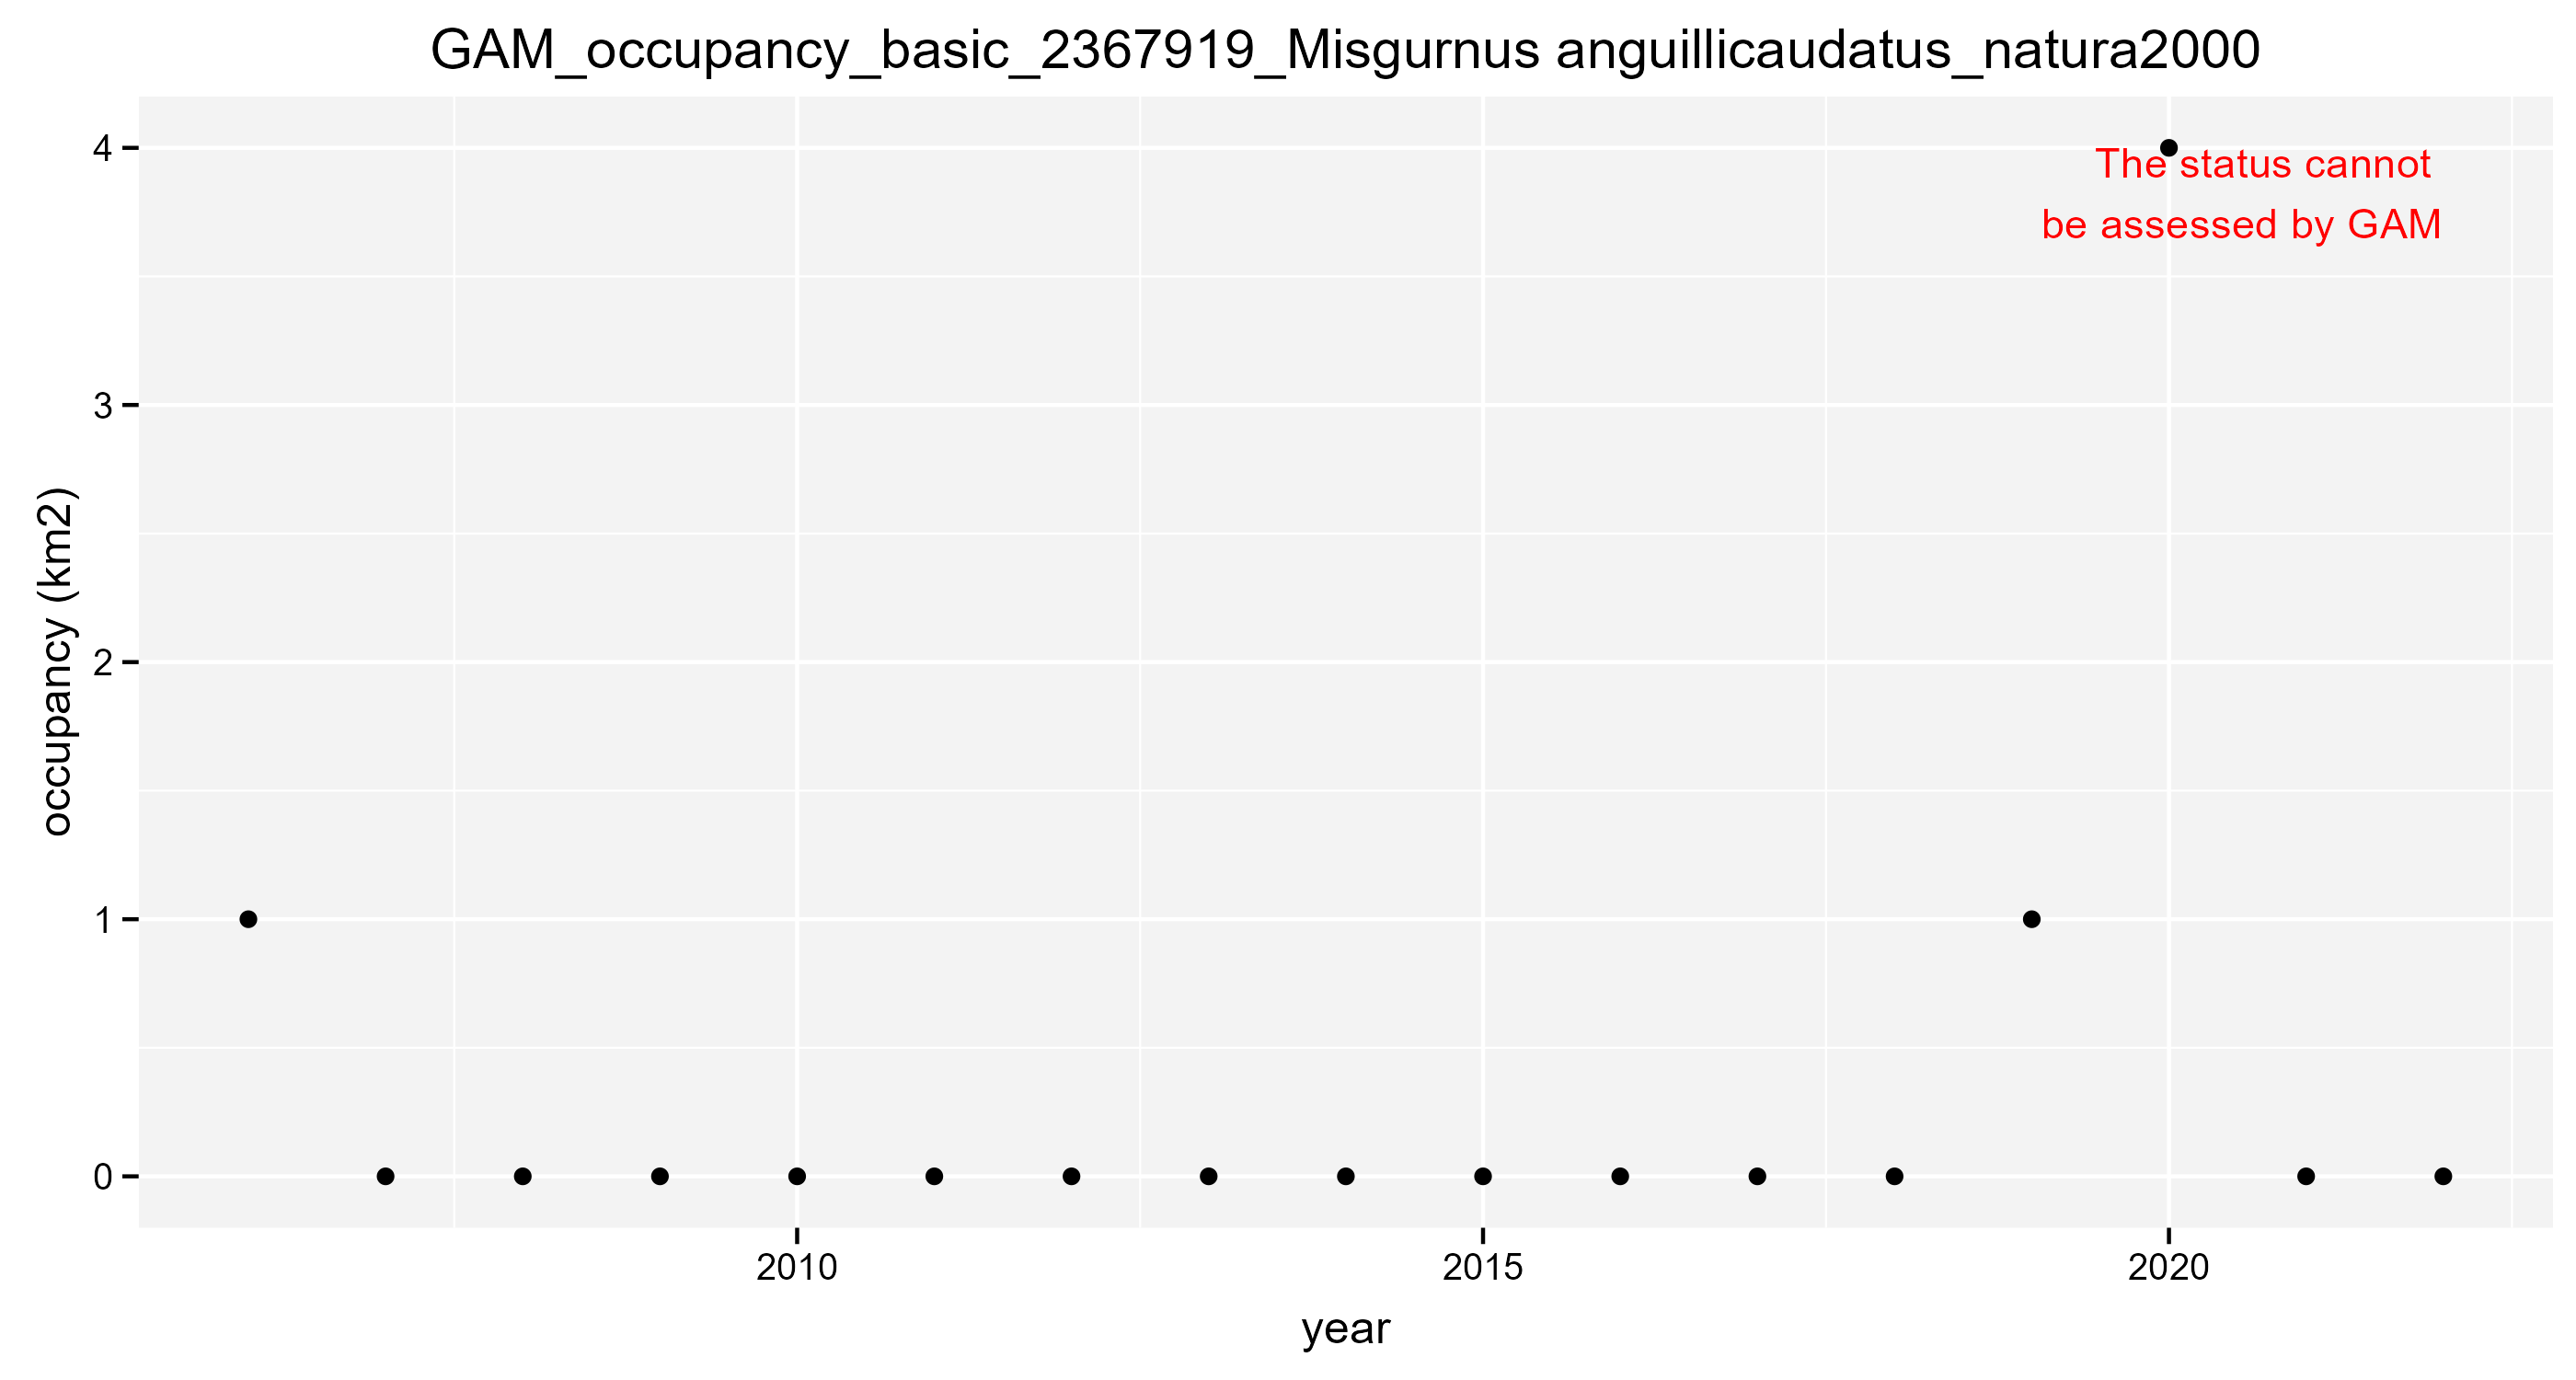 GAM_occupancy_basic_2367919_Misgurnus anguillicaudatus_natura2000
4
The status cannot
be assessed by GAM
3
occupancy (km2)
2
1
0
2010
2015
2020
year